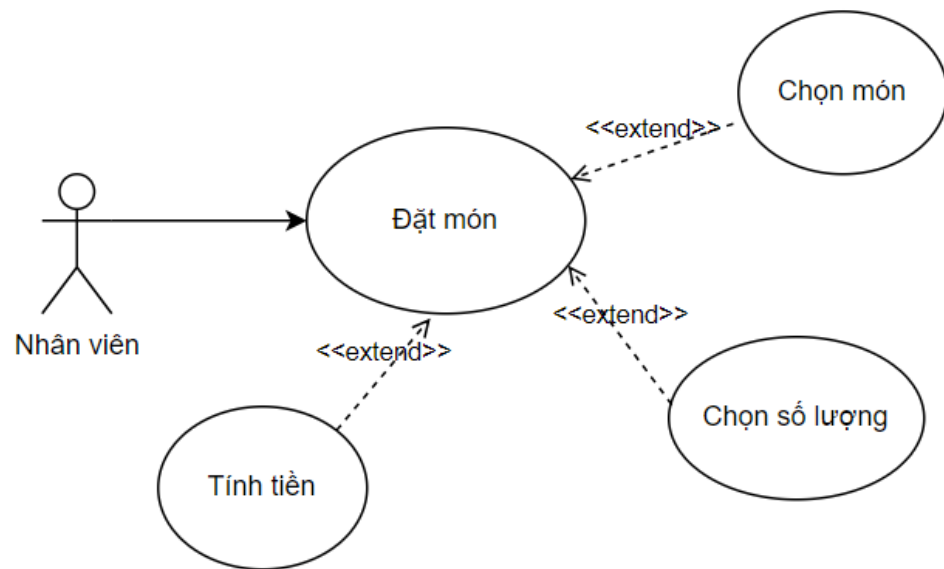 Chọn món
<<extend>>
Đặt món
<<extend>>
Nhân viên
<<extend>>
Chọn số lượng
Tính tiền